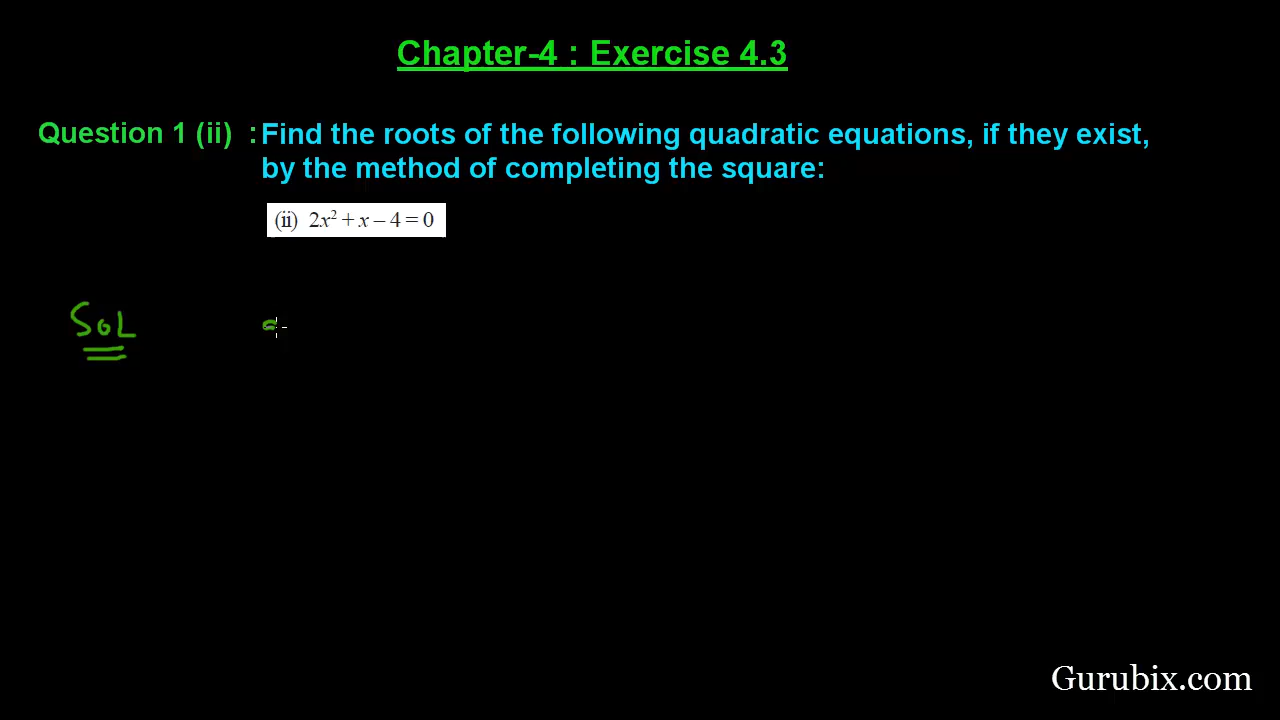 Chapter-4 : Exercise 4.3
Question 1 (ii) : Find the roots of the following quadratic equations, if they exist,
by the method of completing the square:
(ii) 2x² + x – 4 = 0
SOL
Gurubix.com